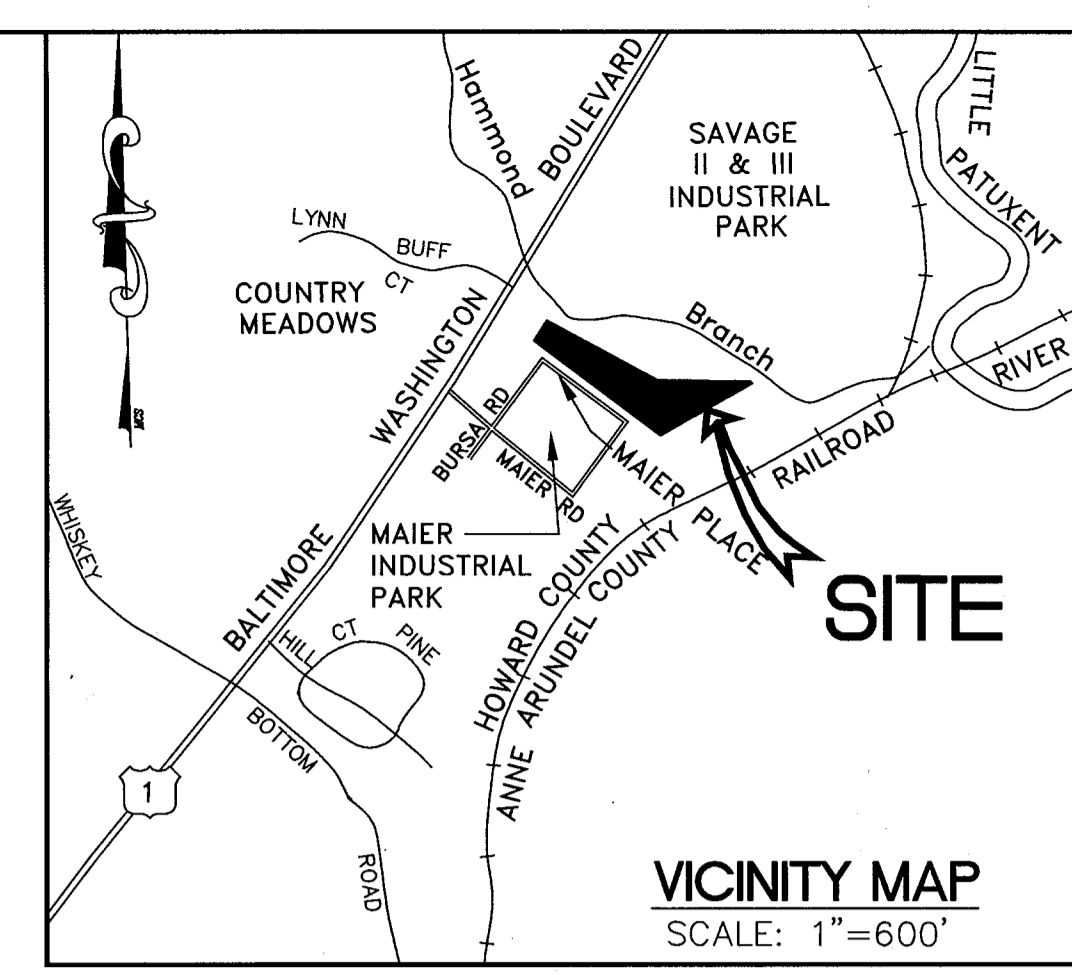 LITTLE
PATUXENT
RIVER
Hammond
Branch
BOULEVARD
WASHINGTON
BALTIMORE
SAVAGE
II & III
INDUSTRIAL
PARK
LYNN
BUFF
CT
COUNTRY
MEADOWS
BURSA RD
MAIER RD
MAIER PLACE
RAILROAD
MAIER
INDUSTRIAL
PARK
HOWARD COUNTY
ANNE ARUNDEL COUNTY
SITE
WHISKEY
BOTTOM
ROAD
HILL
CT
PINE
1
VICINITY MAP
SCALE: 1"=600'